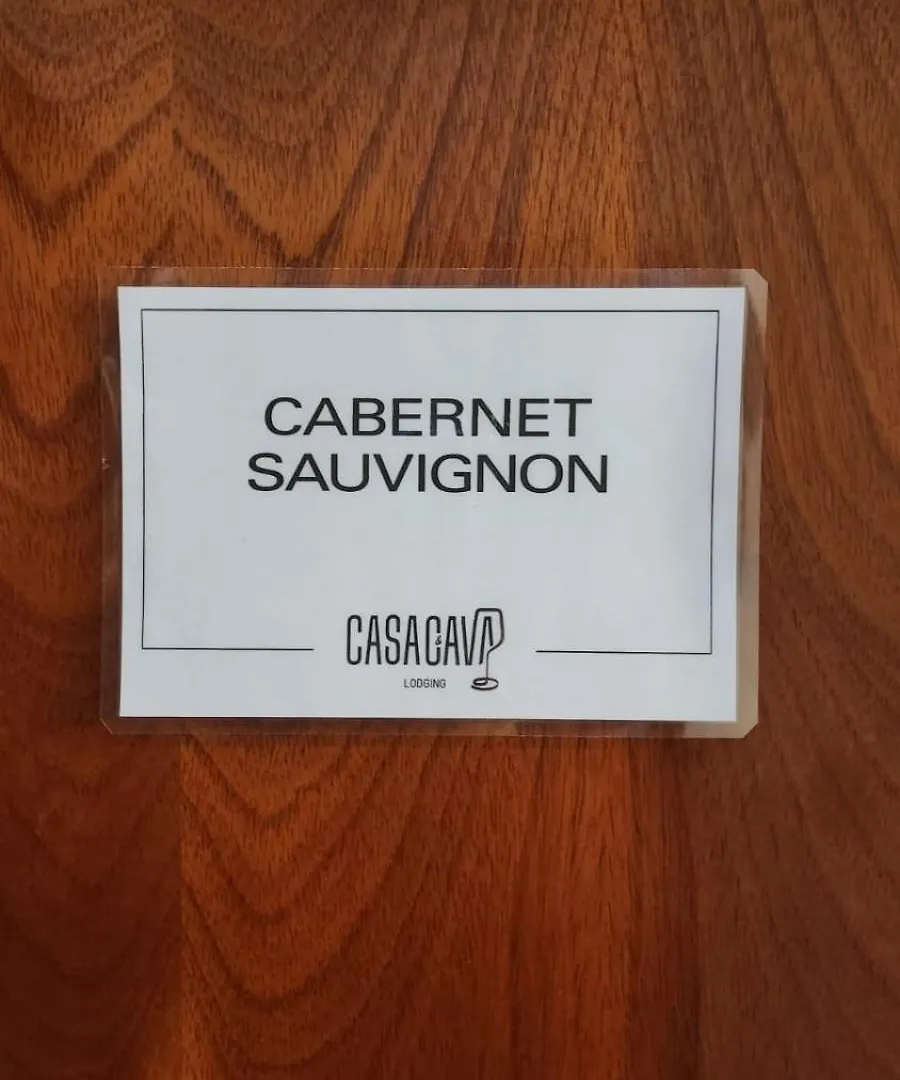 CABERNET
SAUVIGNON
CASA & CAVA
LODGING